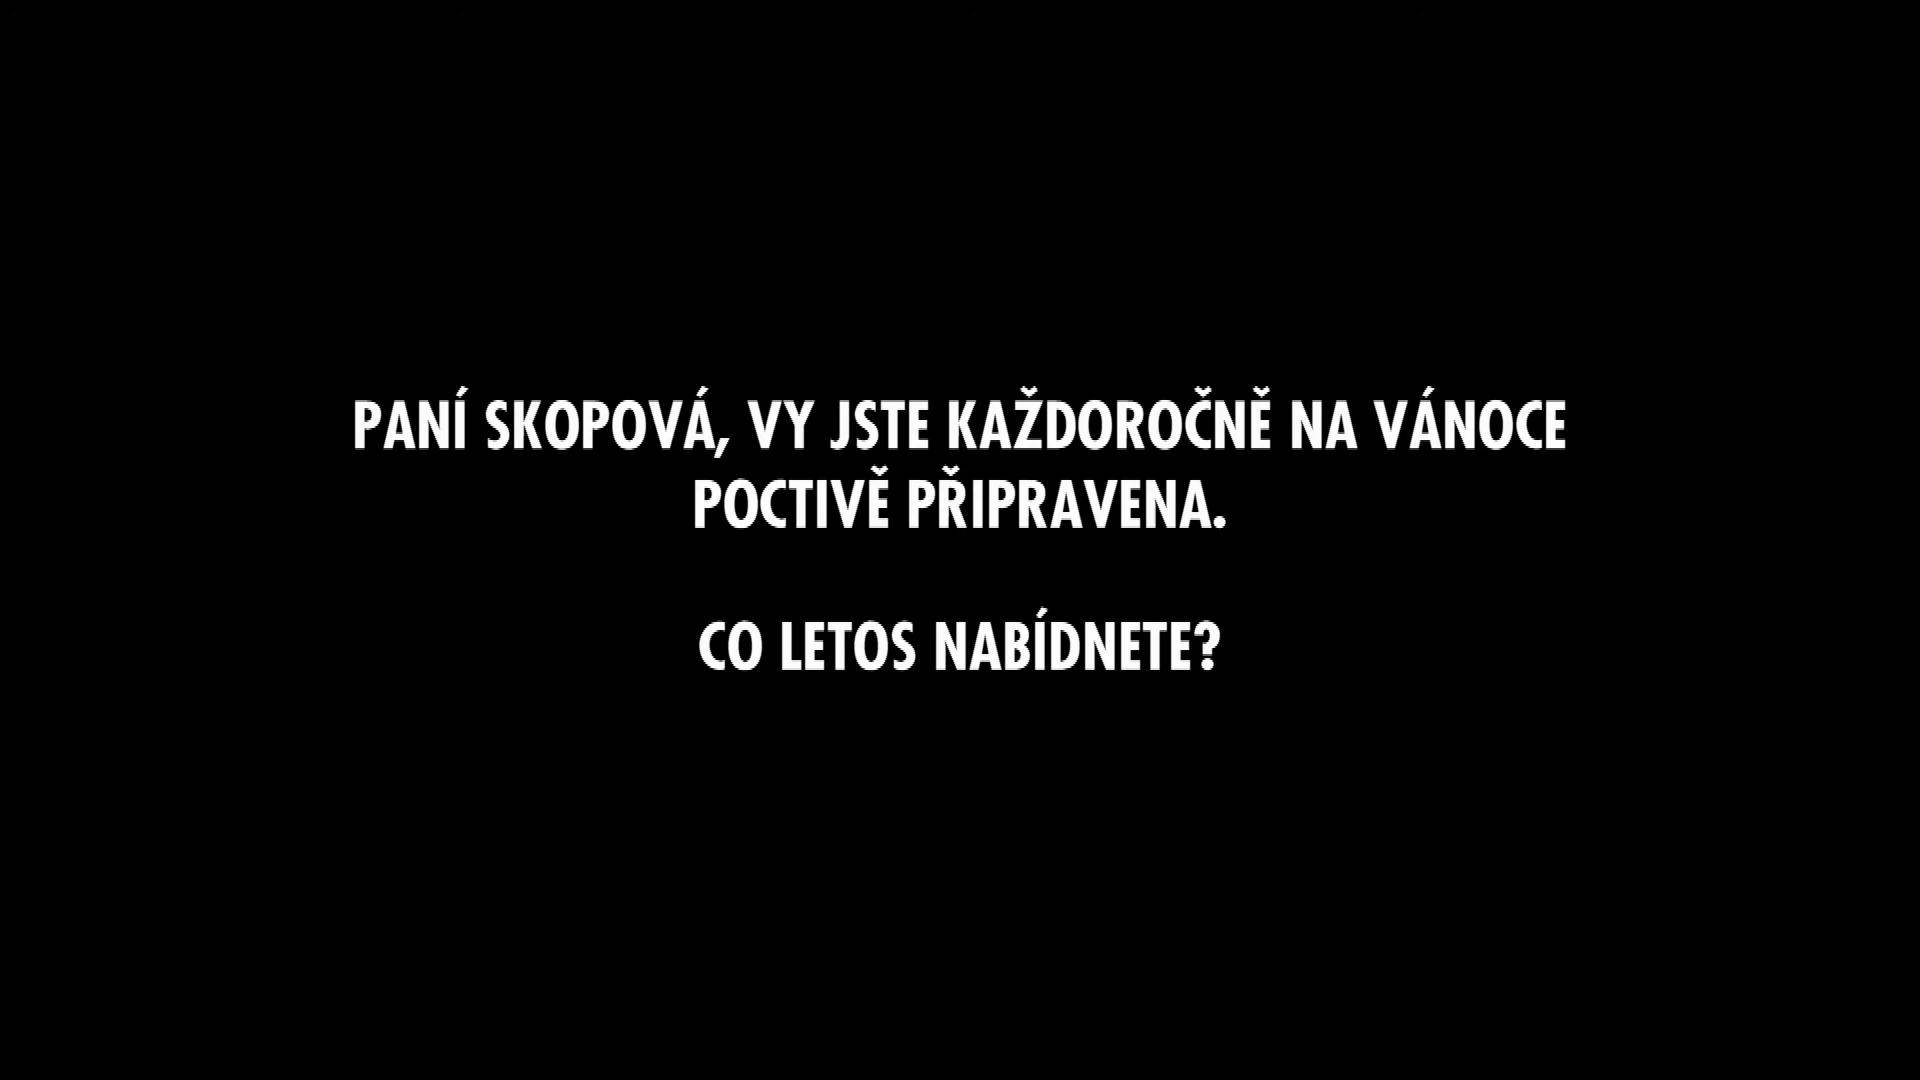 PANÍ SKOPOVÁ, VY JSTE KAŽDOROČNĚ NA VÁNOCE
POCTIVĚ PŘIPRAVENA.
CO LETOS NABÍDNETE?